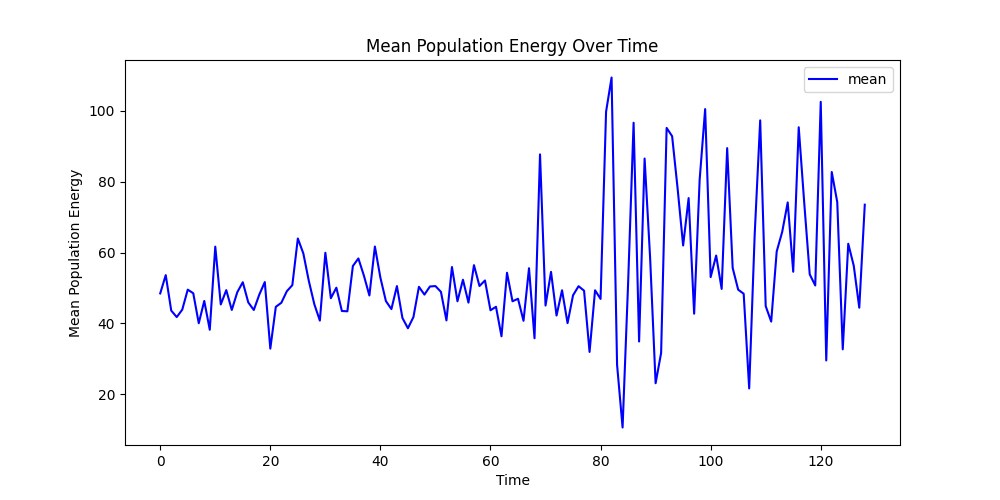 Mean Population Energy Over Time
mean
Mean Population Energy
100
80
60
40
20
0 20 40 60 80 100 120
Time